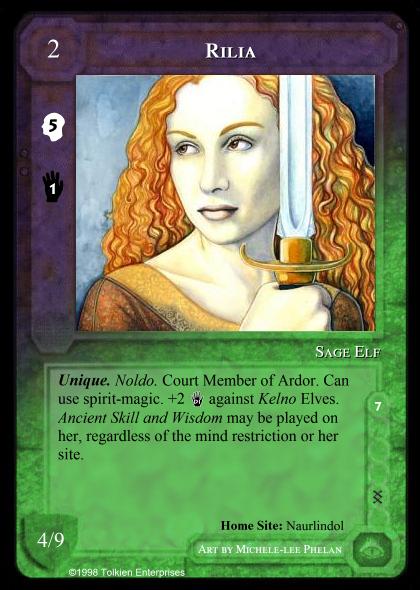 2
RILIA
5
1
SAGE ELF
Unique. Noldo. Court Member of Ardor. Can
use spirit-magic. +2 against Kelno Elves.
Ancient Skill and Wisdom may be played on
her, regardless of the mind restriction or her
site.
7
Home Site: Naurlindol
4/9
ART BY MICHELE-LEE PHELAN
©1998 Tolkien Enterprises